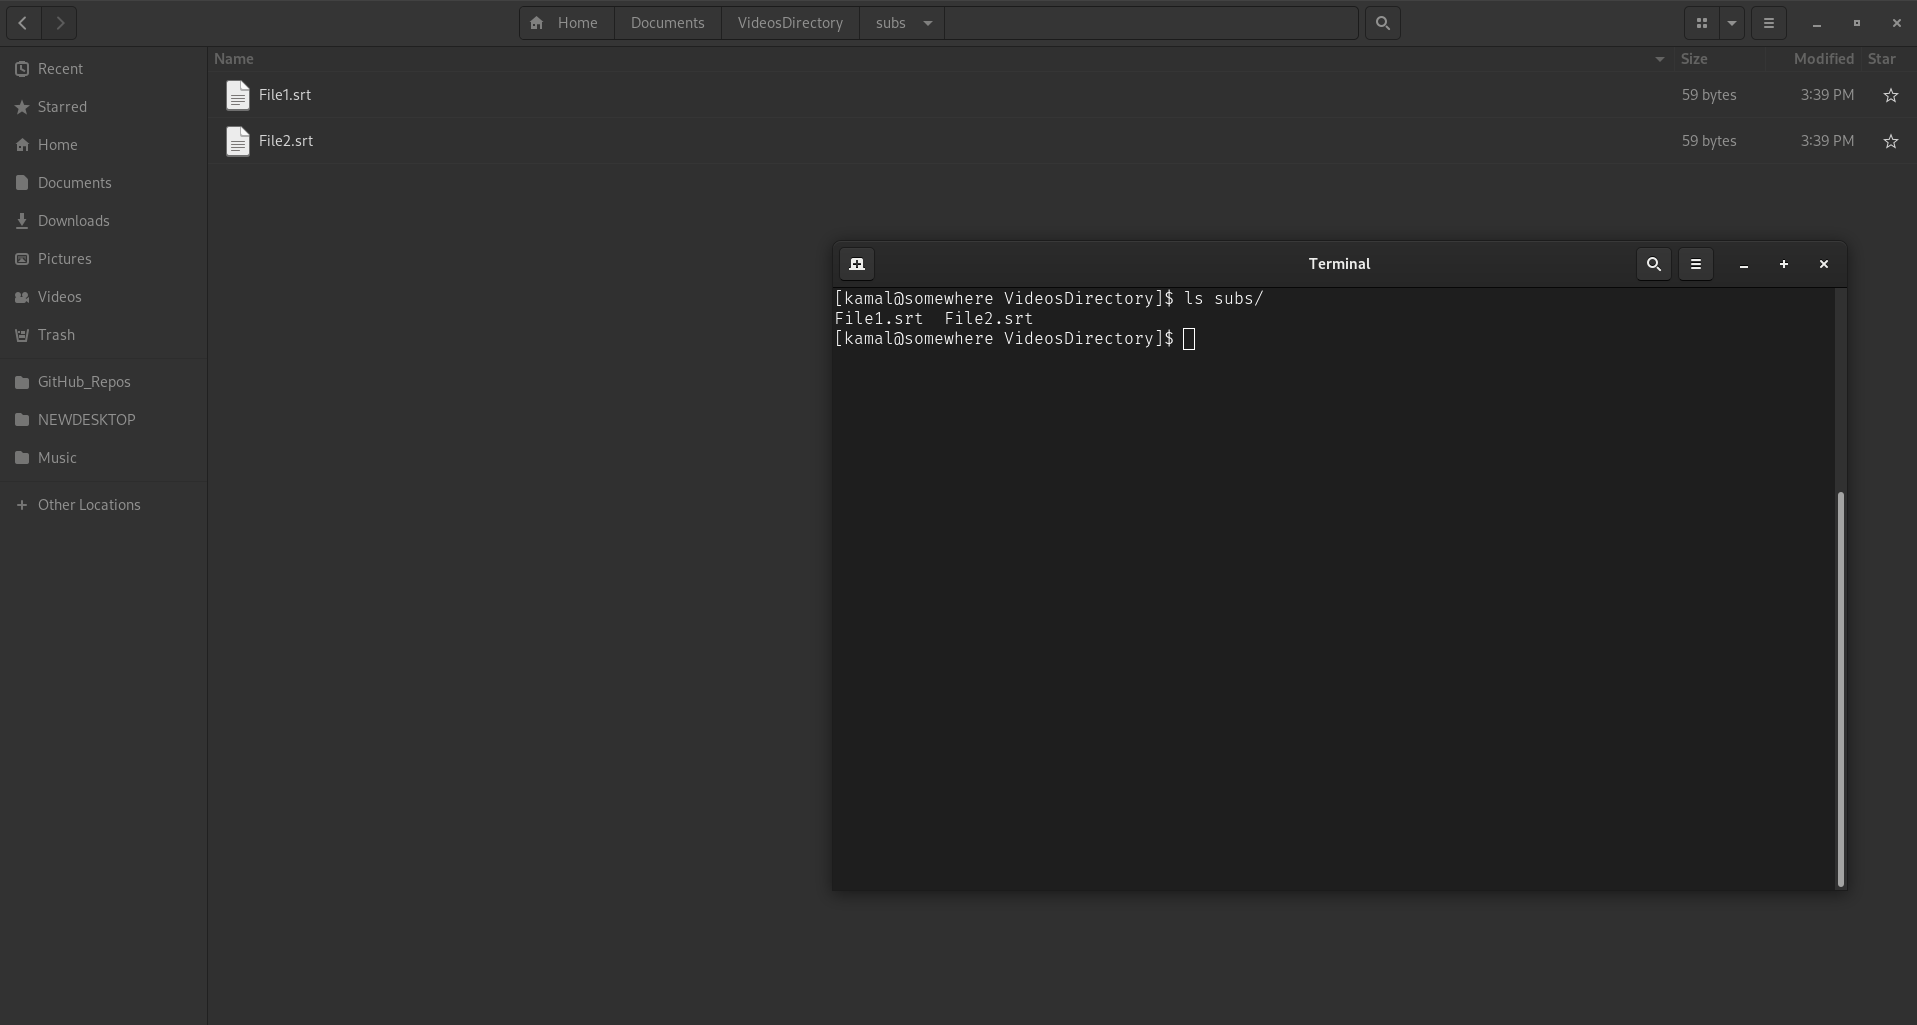 Home Documents VideosDirectory subs
Recent
Starred
Home
Documents
Downloads
Pictures
Videos
Trash
GitHub_Repos
NEWDESKTOP
Music
Other Locations
Name Size Modified Star
File1.srt 59 bytes 3:39 PM
File2.srt 59 bytes 3:39 PM
Terminal
[kamal@somewhere VideosDirectory]$ ls subs/
File1.srt  File2.srt
[kamal@somewhere VideosDirectory]$